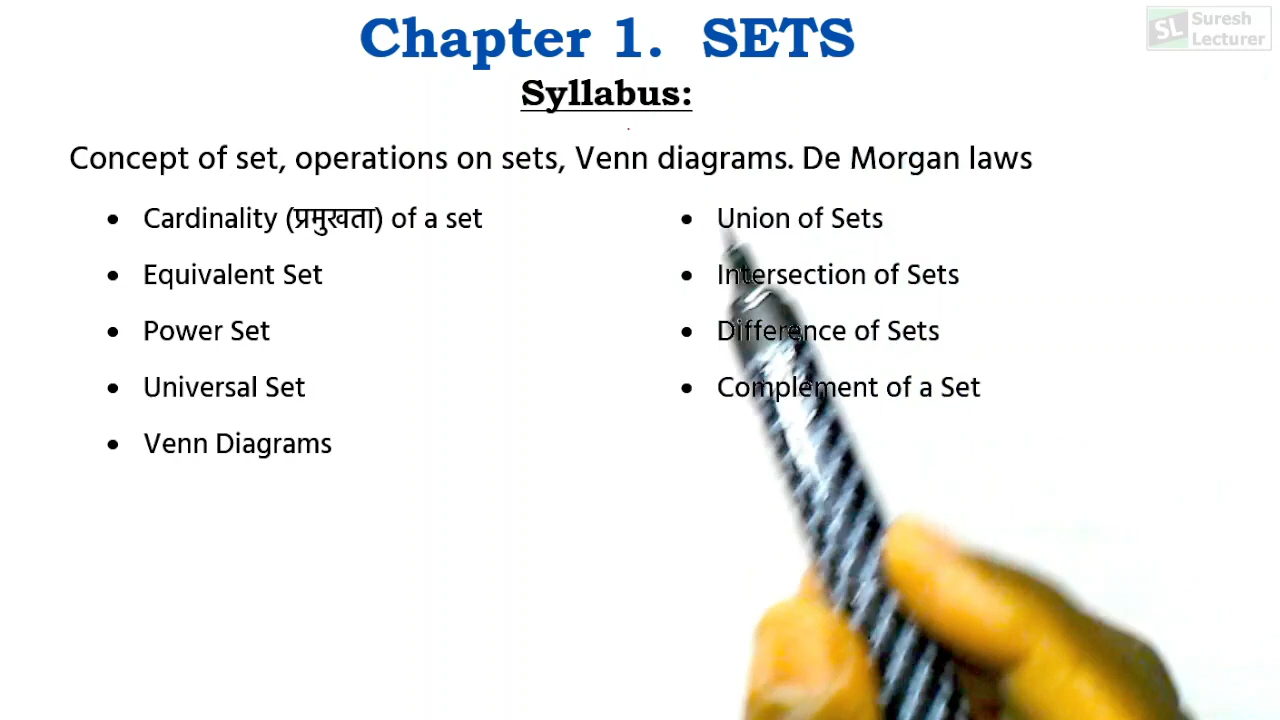 Chapter 1. SETS
Suresh
SL Lecturer
Syllabus:
Concept of set, operations on sets, Venn diagrams. De Morgan laws
• Cardinality (प्रमुखता) of a set
• Equivalent Set
• Power Set
• Universal Set
• Venn Diagrams
• Union of Sets
• Intersection of Sets
• Difference of Sets
• Complement of a Set